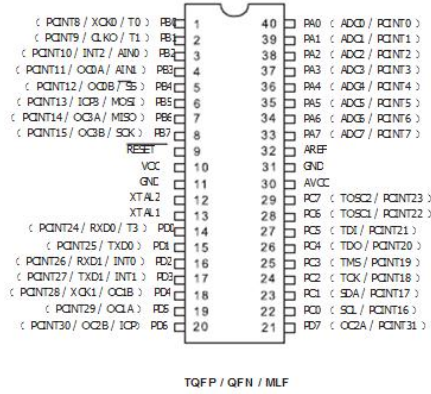 ( PCINT8 / XCK0 / T0 ) PB0 1 40 PA0 ( ADC0 / PCINT0 )
( PCINT9 / CLKO / T1 ) PB1 2 39 PA1 ( ADC1 / PCINT1 )
( PCINT10 / INT2 / AIN0 ) PB2 3 38 PA2 ( ADC2 / PCINT2 )
( PCINT11 / OC0A / AIN1 ) PB3 4 37 PA3 ( ADC3 / PCINT3 )
( PCINT12 / OC0B / SS ) PB4 5 36 PA4 ( ADC4 / PCINT4 )
( PCINT13 / ICP3 / MOSI ) PB5 6 35 PA5 ( ADC5 / PCINT5 )
( PCINT14 / OC3A / MISO ) PB6 7 34 PA6 ( ADC6 / PCINT6 )
( PCINT15 / OC3B / SCK ) PB7 8 33 PA7 ( ADC7 / PCINT7 )
RESET 9 32 AREF
VCC 10 31 GND
GND 11 30 AVCC
XTAL2 12 29 PC7 ( TOSC2 / PCINT23 )
XTAL1 13 28 PC6 ( TOSC1 / PCINT22 )
( PCINT24 / RXD0 / T3 ) PD0 14 27 PC5 ( TDI / PCINT21 )
( PCINT25 / TXD0 ) PD1 15 26 PC4 ( TDO / PCINT20 )
( PCINT26 / RXD1 / INT0 ) PD2 16 25 PC3 ( TMS / PCINT19 )
( PCINT27 / TXD1 / INT1 ) PD3 17 24 PC2 ( TCK / PCINT18 )
( PCINT28 / XCK1 / OC1B ) PD4 18 23 PC1 ( SDA / PCINT17 )
( PCINT29 / OC1A ) PD5 19 22 PC0 ( SCL / PCINT16 )
( PCINT30 / OC2B / ICP) PD6 20 21 PD7 ( OC2A / PCINT31 )
TQFP / QFN / MLF